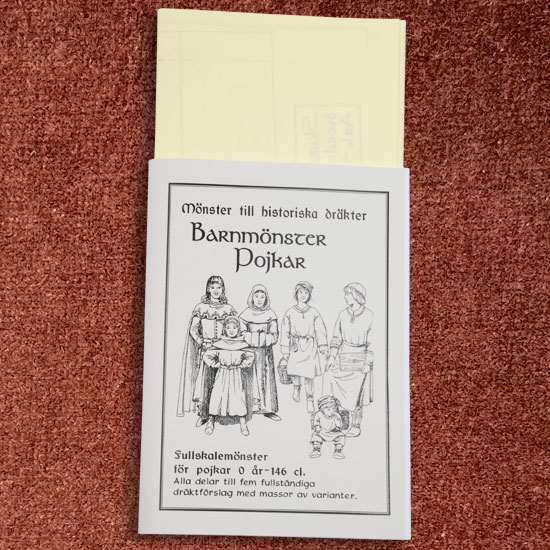 Mönster till historiska dräkter
Barnmönster
Pojkar
Fullskalemönster
för pojkar 0 år-146 cl.
Alla delar till fem fullständiga
dräktförslag med massor av varianter.